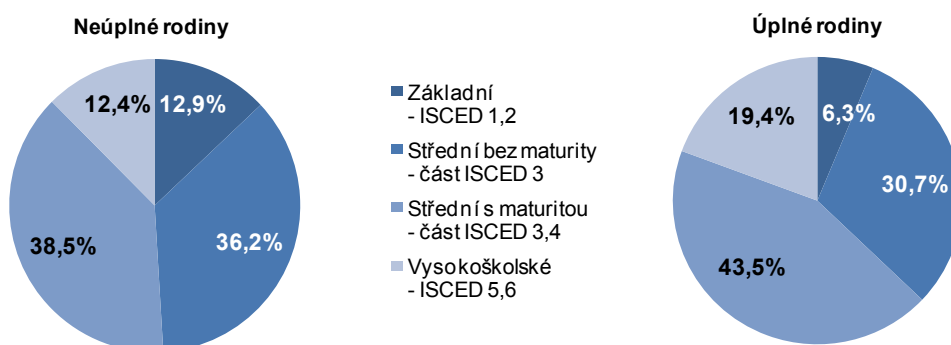 Neúplné rodiny
12,4%
12,9%
38,5%
36,2%
Základní
- ISCED 1,2
Střední bez maturity
- část ISCED 3
Střední s maturitou
- část ISCED 3,4
Vysokoškolské
- ISCED 5,6
Úplné rodiny
19,4%
6,3%
30,7%
43,5%